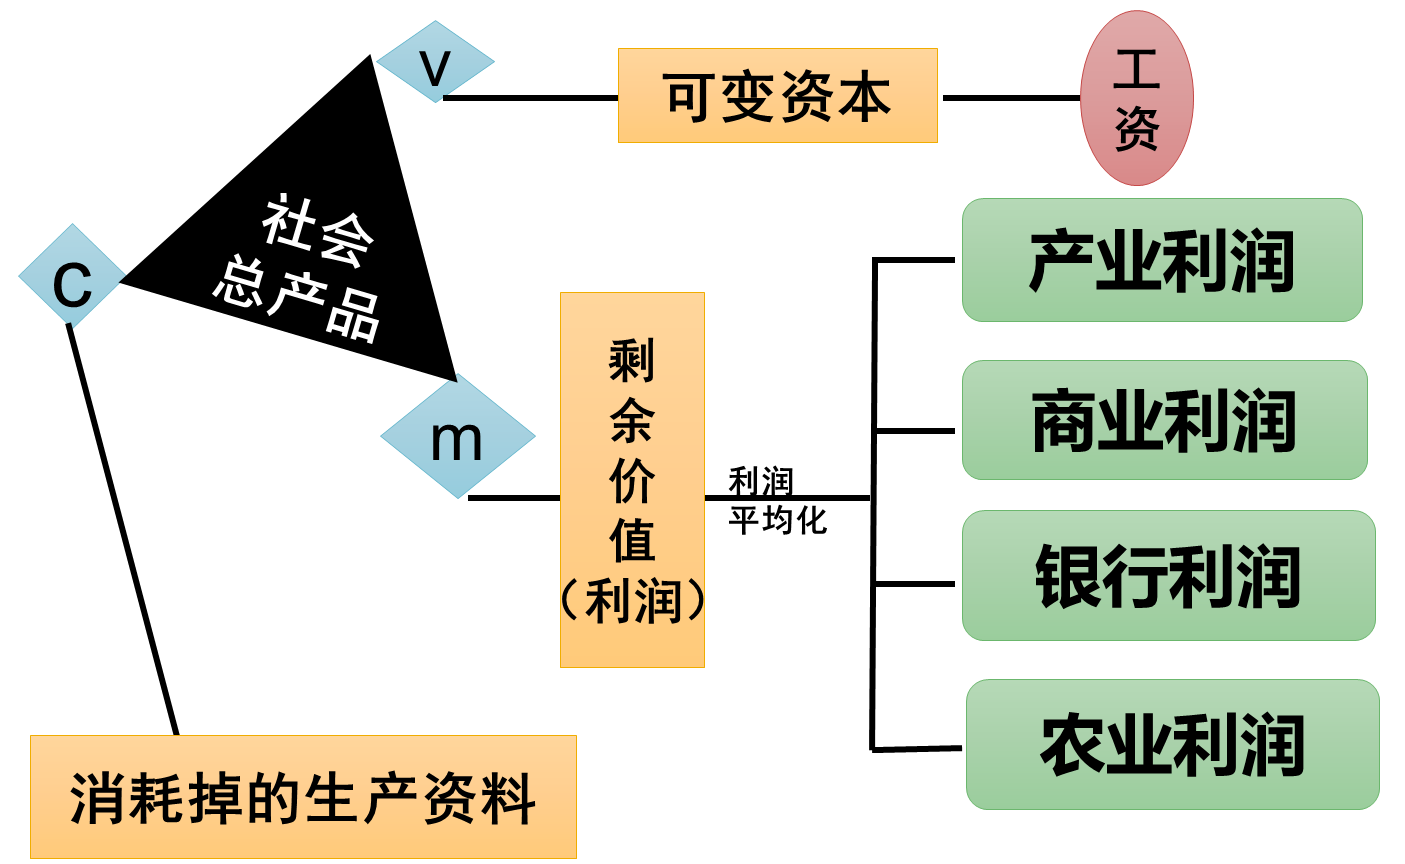 v
可变资本
工
资
社会
总产品
c
产业利润
剩
余
价
值
（利润）
m
利润
平均化
商业利润
银行利润
农业利润
消耗掉的生产资料